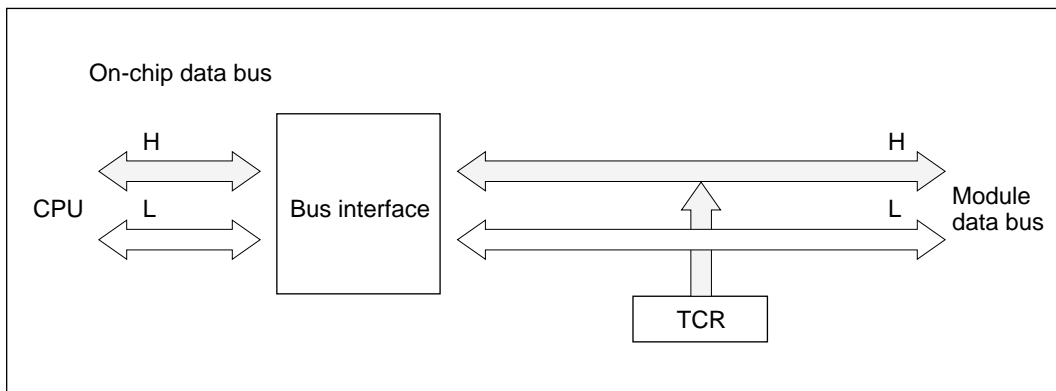 On-chip data bus
H
H
CPU
L
Bus interface
L
Module
data bus
TCR